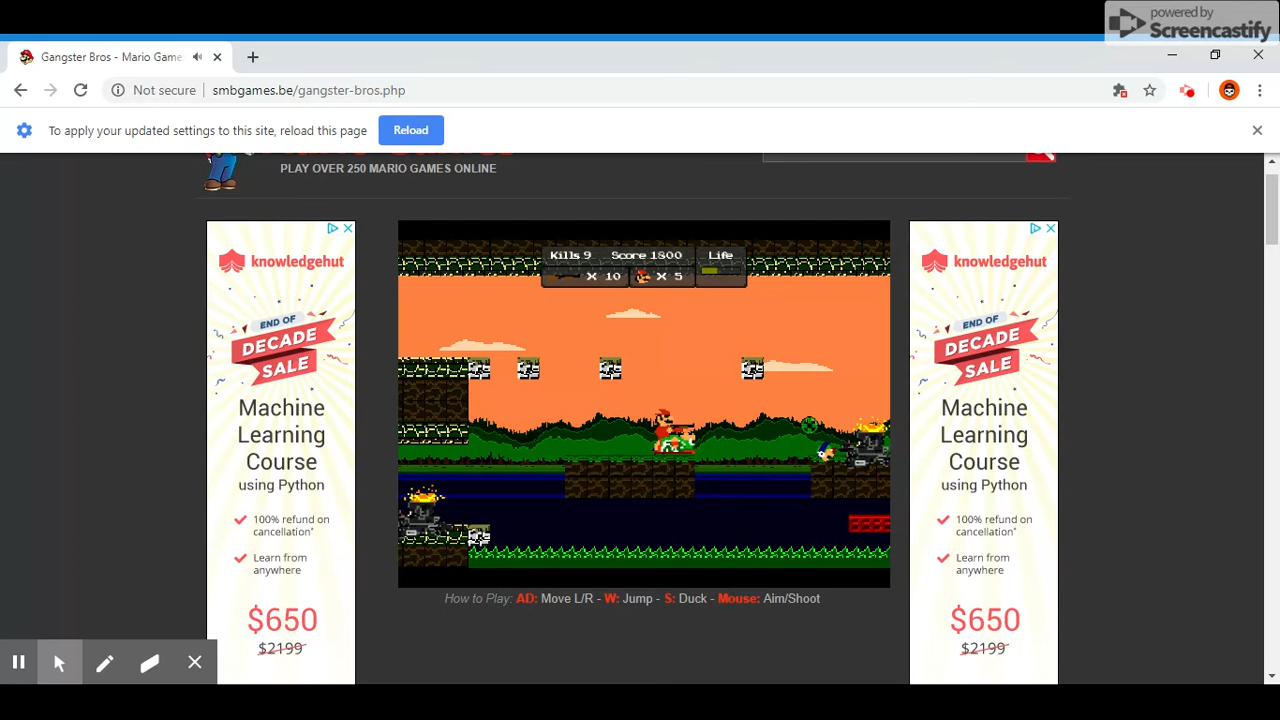 powered by
Screencastify
Gangster Bros - Mario Game
Not secure
smbgames.be/gangster-bros.php
To apply your updated settings to this site, reload this page
Reload
PLAY OVER 250 MARIO GAMES ONLINE
knowledgehut
END OF
DECADE
SALE
Machine
Learning
Course
using Python
100% refund on
cancellation*
Learn from
anywhere
$650
$2199
Kills 9 Score 1800 Life
X 10 X 5
How to Play: AD: Move L/R - W: Jump - S: Duck - Mouse: Aim/Shoot
knowledgehut
END OF
DECADE
SALE
Machine
Learning
Course
using Python
100% refund on
cancellation*
Learn from
anywhere
$650
$2199